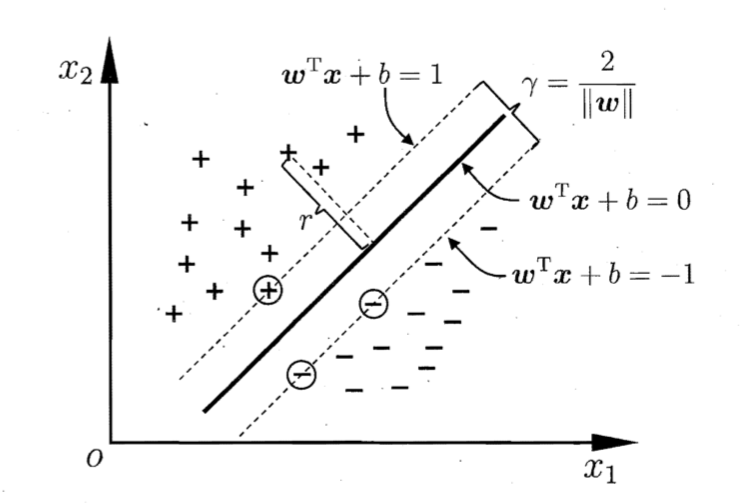 x₂
wᵀx + b = 1
γ = 2/‖w‖
r
wᵀx + b = 0
wᵀx + b = −1
O
x₁